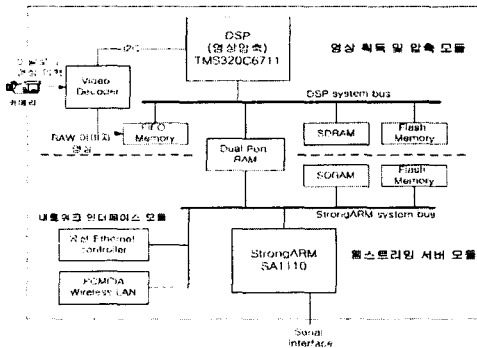 DSP
(영상압축)
TMS320C6711
영상 획득 및 압축 모듈
I2C
Video
Decoder
카메라
DSP system bus
RAW 이미지
영상
FIFO
Memory
SDRAM
Flash
Memory
Dual Port
RAM
SDRAM
Flash
Memory
StrongARM system bus
네트워크 인터페이스 모듈
Ethernet
controller
PCMCIA
Wireless LAN
StrongARM
SA1110
웹스트리밍 서버 모듈
Serial
Interface